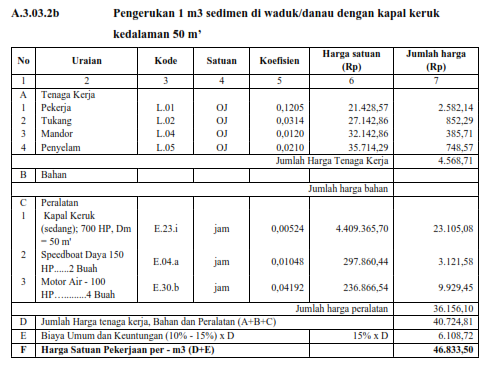 A.3.03.2b Pengerukan 1 m3 sedimen di waduk/danau dengan kapal keruk
kedalaman 50 m’
No Uraian Kode Satuan Koefisien Harga satuan (Rp) Jumlah harga (Rp)
1 2 3 4 5 6 7
A Tenaga Kerja
1 Pekerja L.01 OJ 0,1205 21.428,57 2.582,14
2 Tukang L.02 OJ 0,0314 27.142,86 852,29
3 Mandor L.04 OJ 0,0120 32.142,86 385,71
4 Penyelam L.05 OJ 0,0210 35.714,29 748,57
Jumlah Harga Tenaga Kerja 4.568,71
B Bahan
Jumlah harga bahan
C Peralatan
1 Kapal Keruk
(sedang); 700 HP, Dm E.23.i jam 0,00524 4.409.365,70 23.105,08
= 50 m'
2 Speedboat Daya 150
HP......2 Buah E.04.a jam 0,01048 297.860,44 3.121,58
3 Motor Air - 100
HP…........4 Buah E.30.b jam 0,04192 236.866,54 9.929,45
Jumlah harga peralatan 36.156,10
D Jumlah Harga tenaga kerja, Bahan dan Peralatan (A+B+C) 40.724,81
E Biaya Umum dan Keuntungan (10% - 15%) x D 15% x D 6.108,72
F Harga Satuan Pekerjaan per - m3 (D+E) 46.833,50